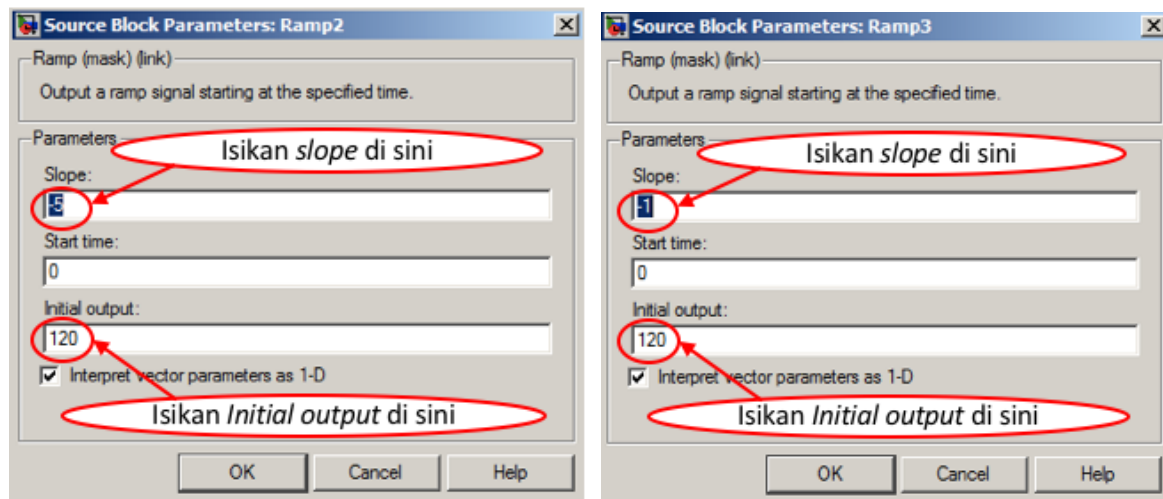 Source Block Parameters: Ramp2
Ramp (mask) (link)
Output a ramp signal starting at the specified time.
Parameters
Isikan slope di sini
Slope:
-5
Start time:
0
Initial output:
120
Interpret vector parameters as 1-D
Isikan Initial output di sini
OK Cancel Help
Source Block Parameters: Ramp3
Ramp (mask) (link)
Output a ramp signal starting at the specified time.
Parameters
Isikan slope di sini
Slope:
-1
Start time:
0
Initial output:
120
Interpret vector parameters as 1-D
Isikan Initial output di sini
OK Cancel Help